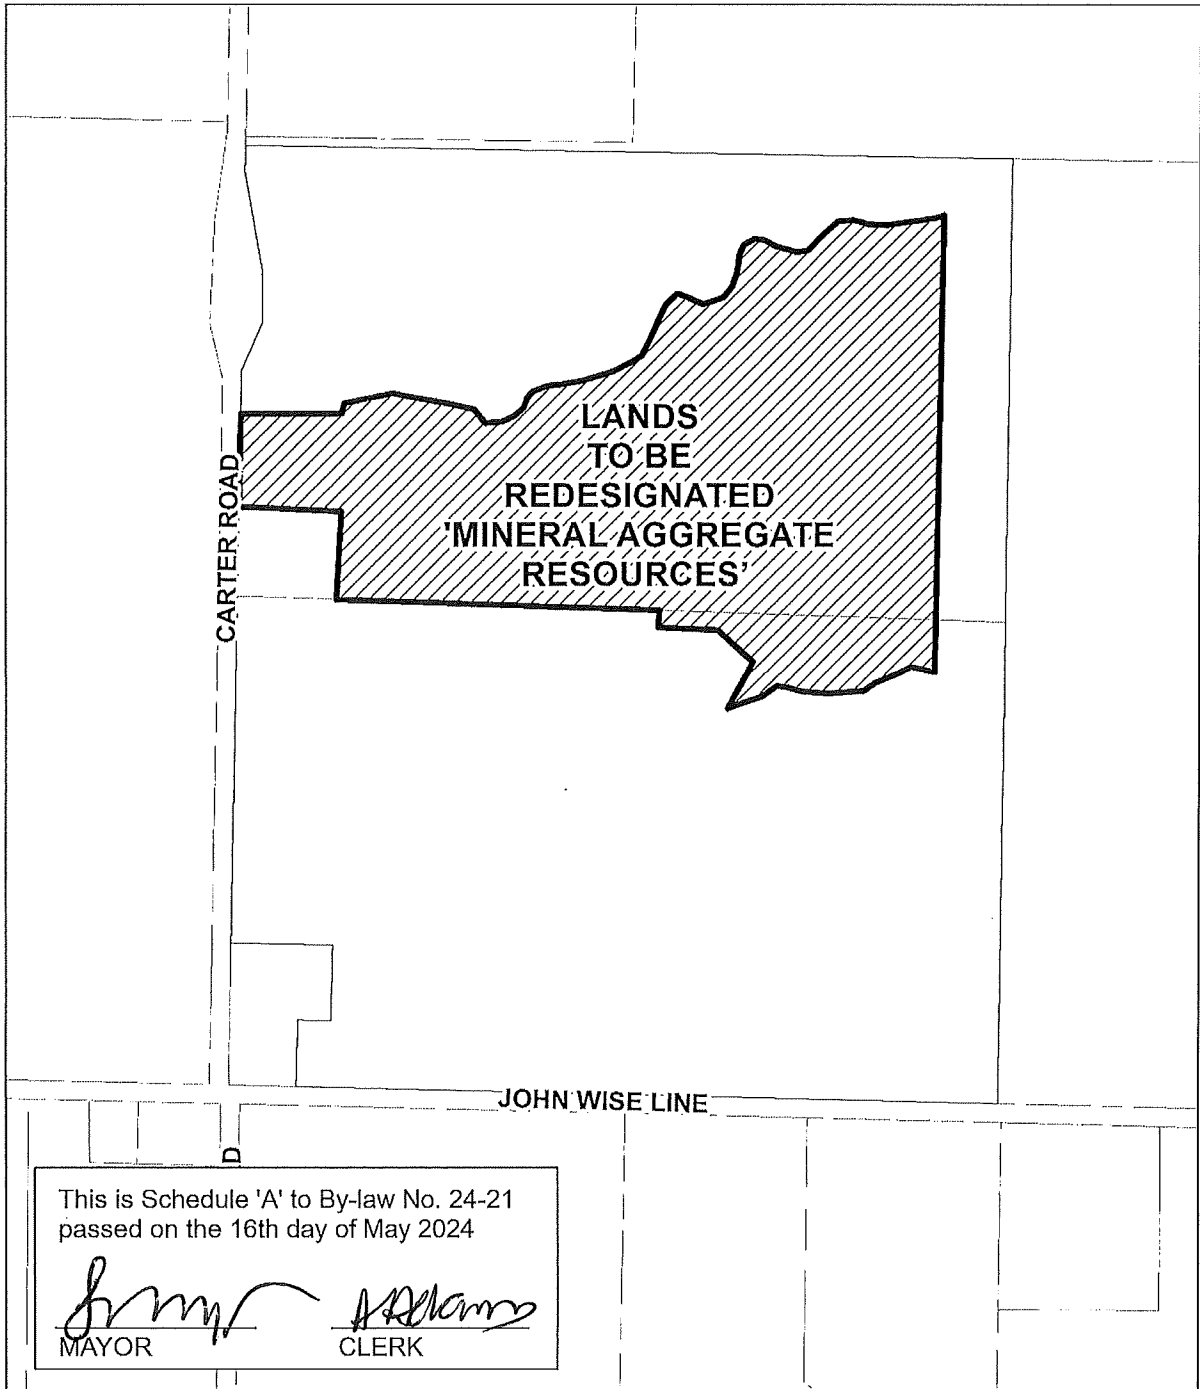 LANDS
TO BE
REDESIGNATED
'MINERAL AGGREGATE
RESOURCES'
CARTER ROAD
JOHN WISE LINE
D
This is Schedule 'A' to By-law No. 24-21
passed on the 16th day of May 2024
MAYOR
CLERK